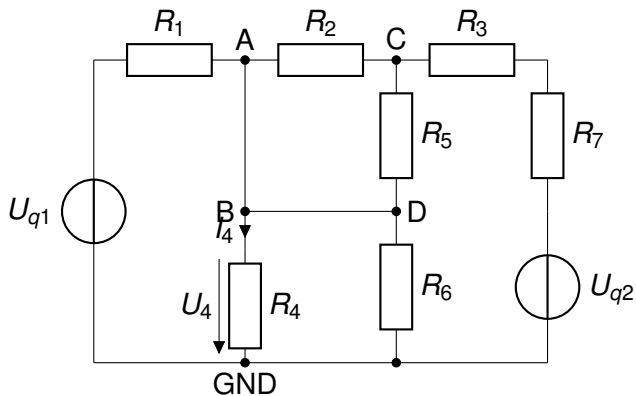 R1 R2 R3
A C
R5 R7
Uq1 B D
I4
U4 R4 R6 Uq2
GND